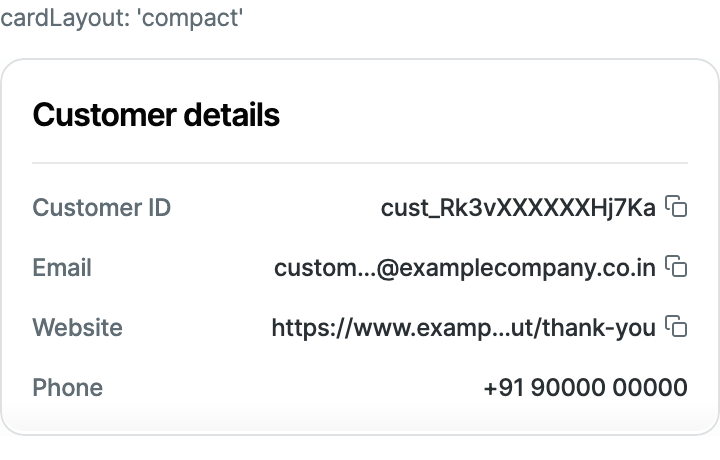 cardLayout: 'compact'
Customer details
Customer ID cust_Rk3vXXXXXXHj7Ka
Email custom...@examplecompany.co.in
Website https://www.examp...ut/thank-you
Phone +91 90000 00000